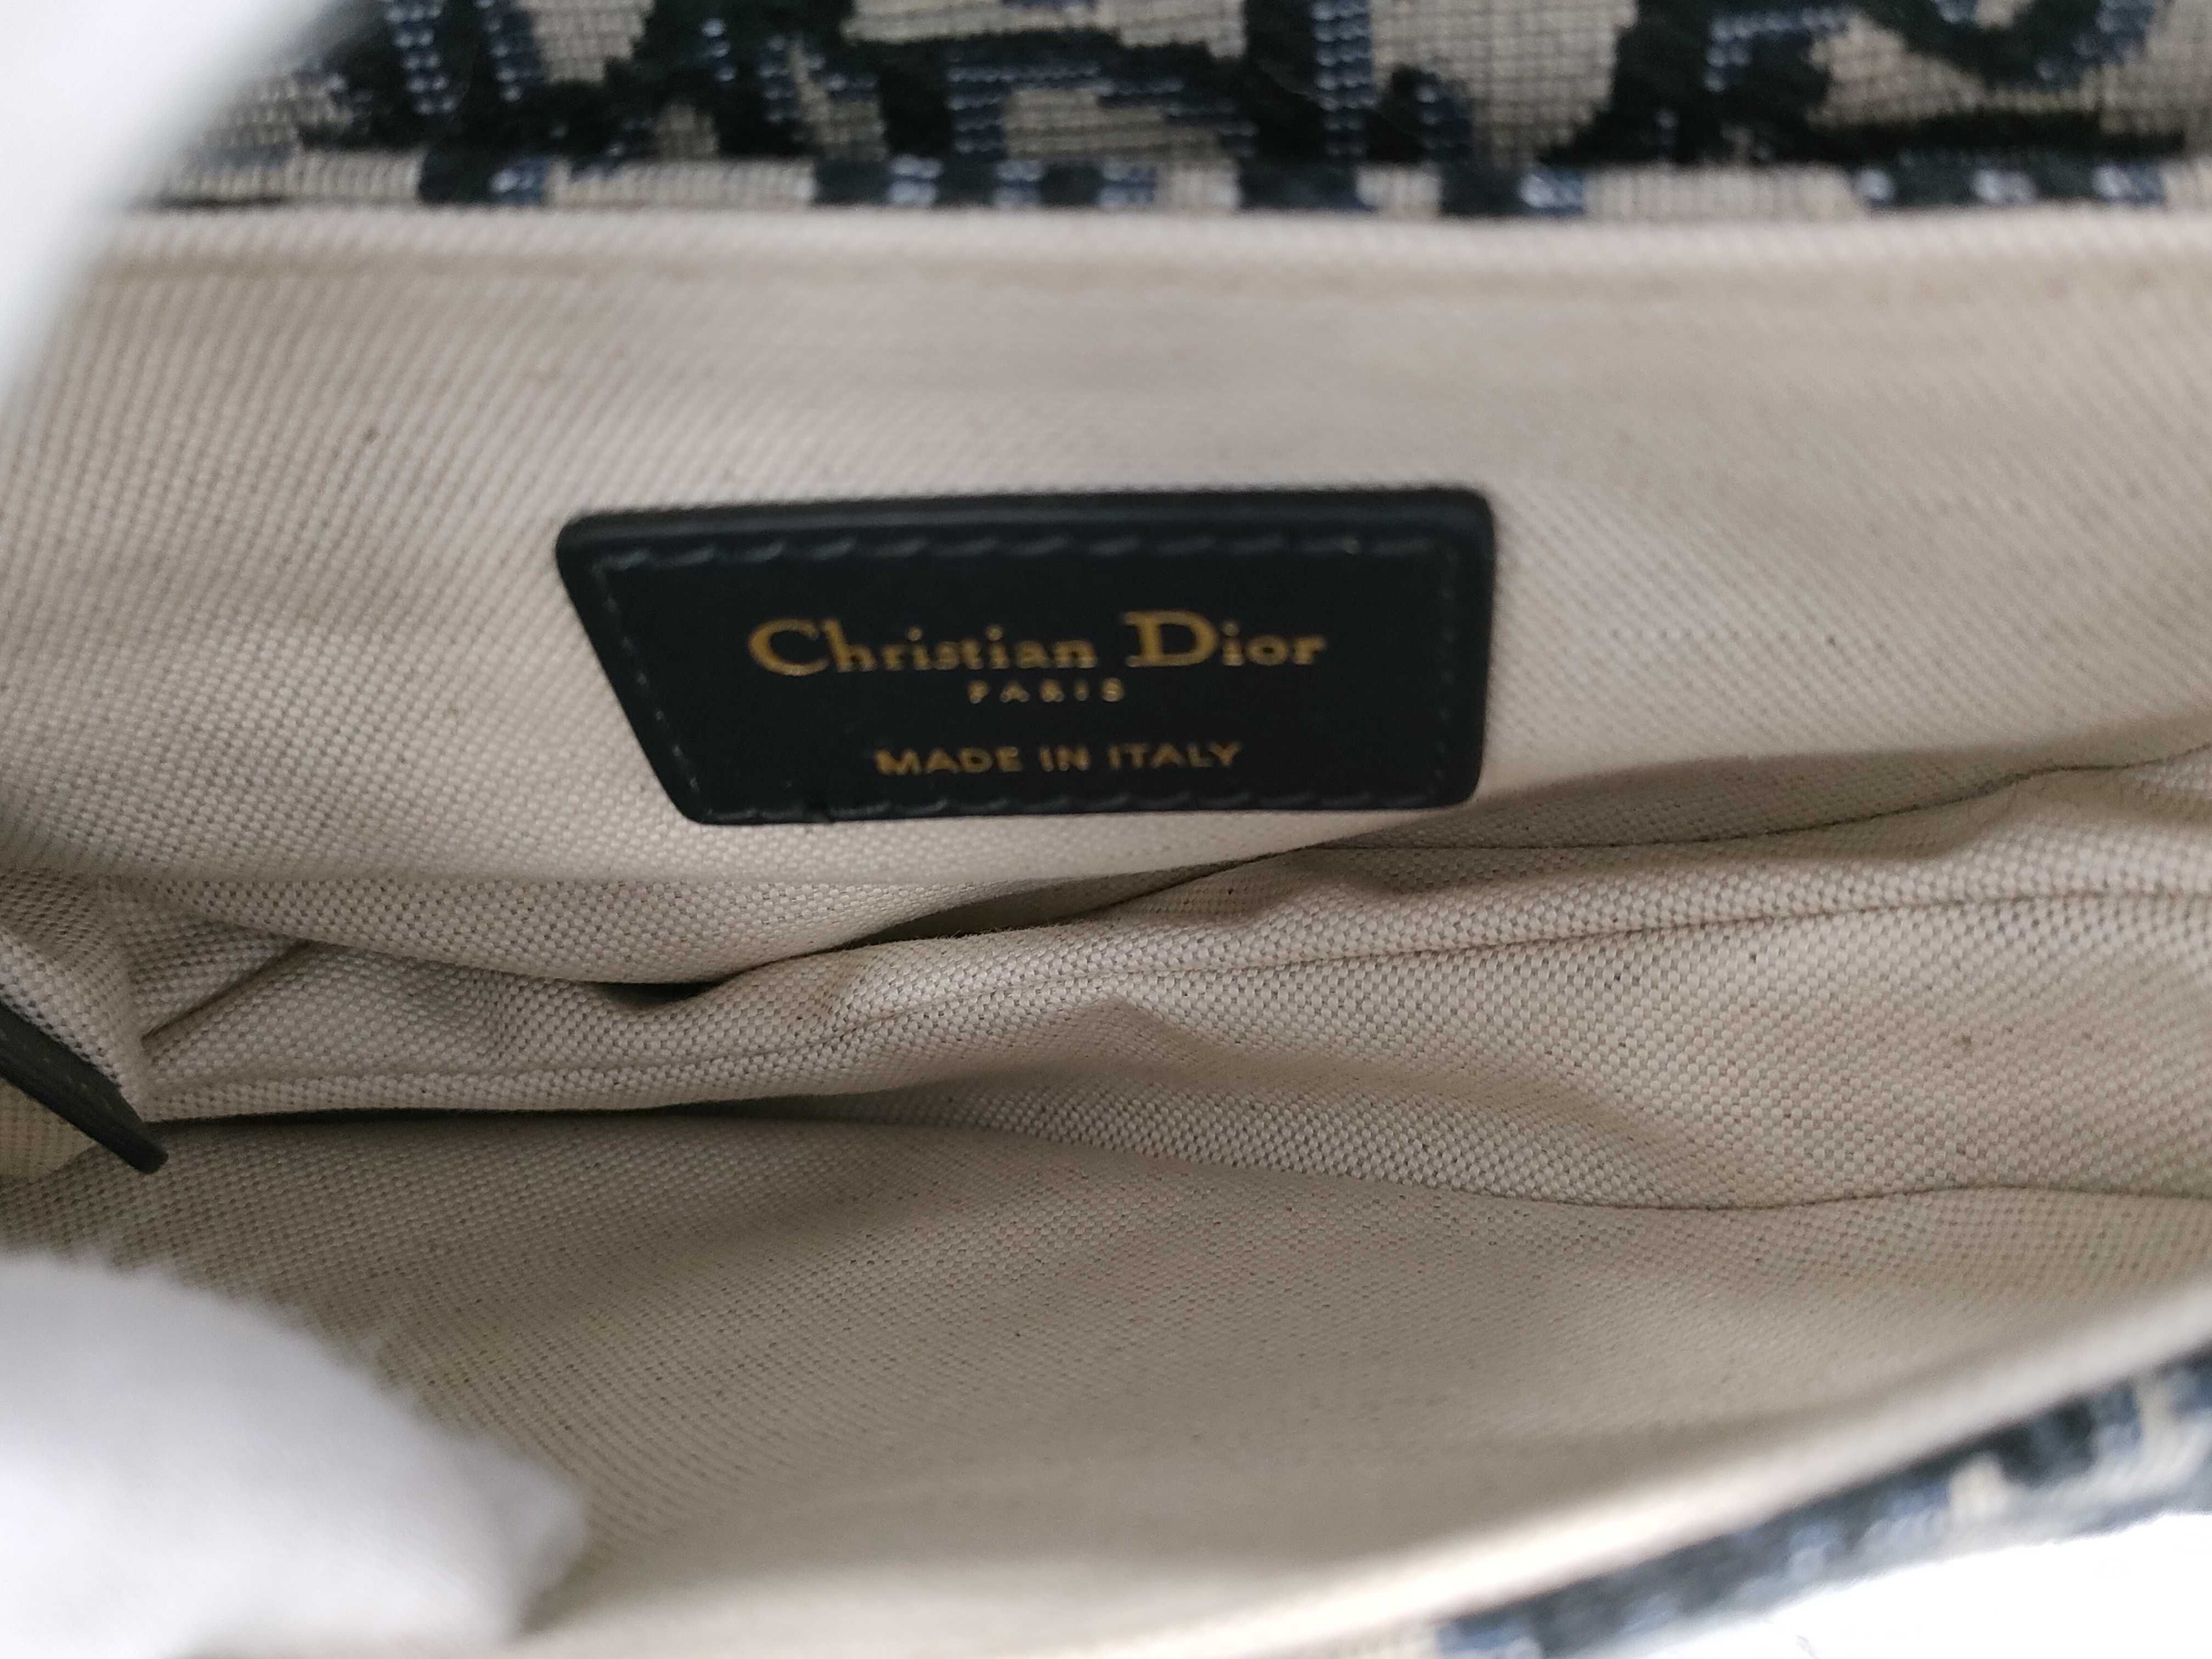 Christian Dior
PARIS
MADE IN ITALY